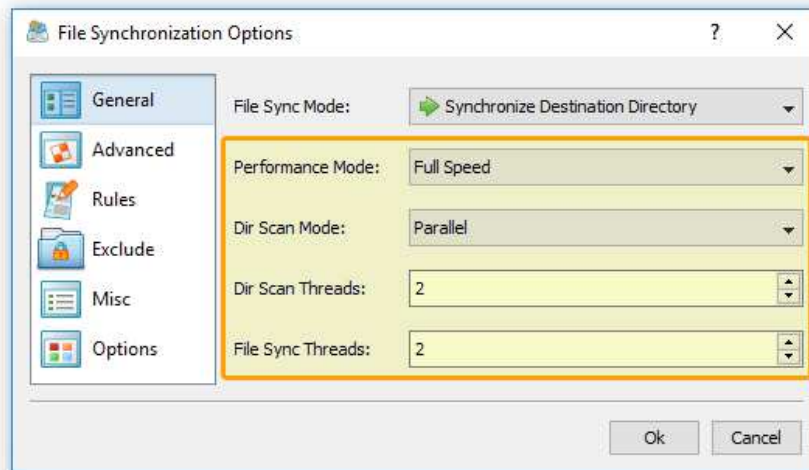 File Synchronization Options
?
General
Advanced
Rules
Exclude
Misc
Options
File Sync Mode: Synchronize Destination Directory
Performance Mode: Full Speed
Dir Scan Mode: Parallel
Dir Scan Threads: 2
File Sync Threads: 2
Ok Cancel